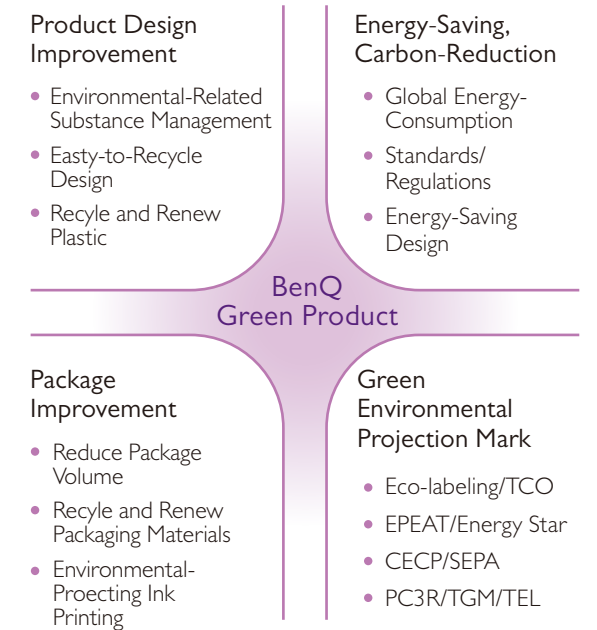 Product Design
Improvement
Environmental-Related
Substance Management
Easty-to-Recycle
Design
Recyle and Renew
Plastic
Energy-Saving,
Carbon-Reduction
Global Energy-
Consumption
Standards/
Regulations
Energy-Saving
Design
BenQ
Green Product
Package
Improvement
Reduce Package
Volume
Recyle and Renew
Packaging Materials
Environmental-
Proecting Ink
Printing
Green
Environmental
Projection Mark
Eco-labeling/TCO
EPEAT/Energy Star
CECP/SEPA
PC3R/TGM/TEL